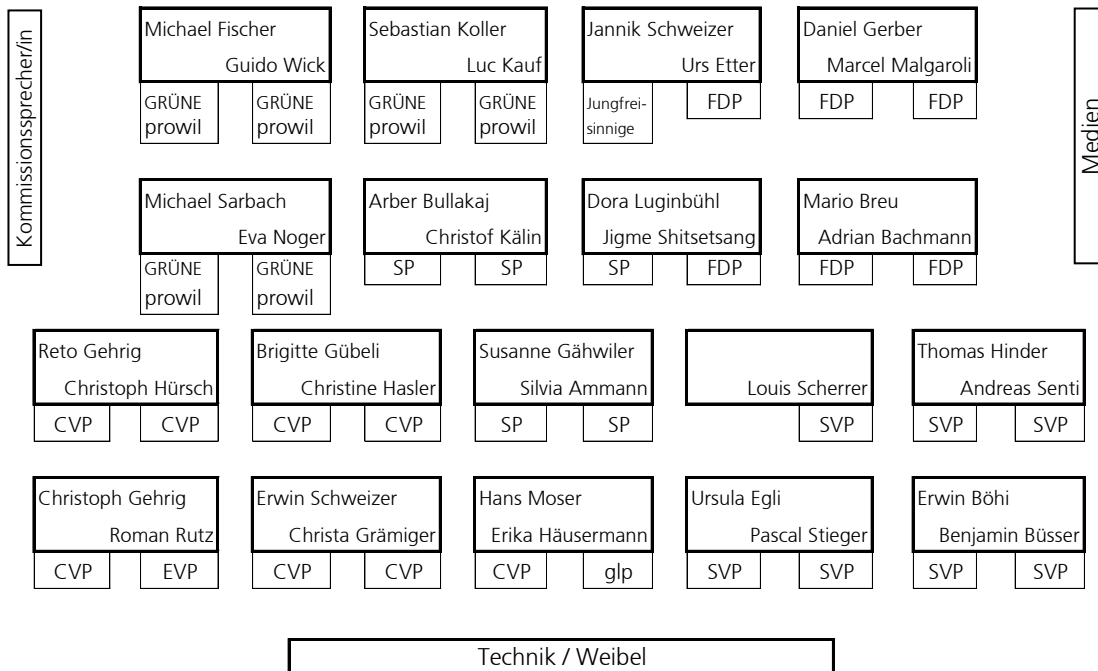 Kommissionssprecher/in
Michael Fischer
Guido Wick
GRÜNE prowil
GRÜNE prowil
Sebastian Koller
Luc Kauf
GRÜNE prowil
GRÜNE prowil
Jannik Schweizer
Urs Etter
Jungfrei-
sinnige
FDP
Daniel Gerber
Marcel Malgaroli
FDP
FDP
Medien
Michael Sarbach
Eva Noger
GRÜNE prowil
GRÜNE prowil
Arber Bullakaj
Christof Kälin
SP
SP
Dora Luginbühl
Jigme Shitsetsang
SP
FDP
Mario Breu
Adrian Bachmann
FDP
FDP
Reto Gehrig
Christoph Hürsch
CVP
CVP
Brigitte Gübeli
Christine Hasler
CVP
CVP
Susanne Gähwiler
Silvia Ammann
SP
SP
Louis Scherrer
SVP
Thomas Hinder
Andreas Senti
SVP
SVP
Christoph Gehrig
Roman Rutz
CVP
EVP
Erwin Schweizer
Christa Grämiger
CVP
CVP
Hans Moser
Erika Häusermann
CVP
glp
Ursula Egli
Pascal Stieger
SVP
SVP
Erwin Böhi
Benjamin Büsser
SVP
SVP
Technik / Weibel